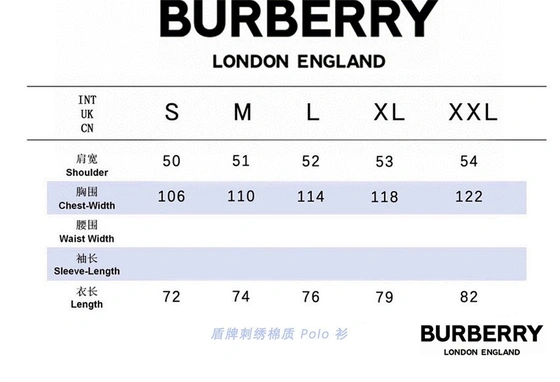 BURBERRY
LONDON ENGLAND
INT
UK
CN
S M L XL XXL
肩宽
Shoulder
50 51 52 53 54
胸围
Chest-Width
106 110 114 118 122
腰围
Waist Width
袖长
Sleeve-Length
衣长
Length
72 74 76 79 82
盾牌刺绣棉质 Polo 衫
BURBERRY
LONDON ENGLAND